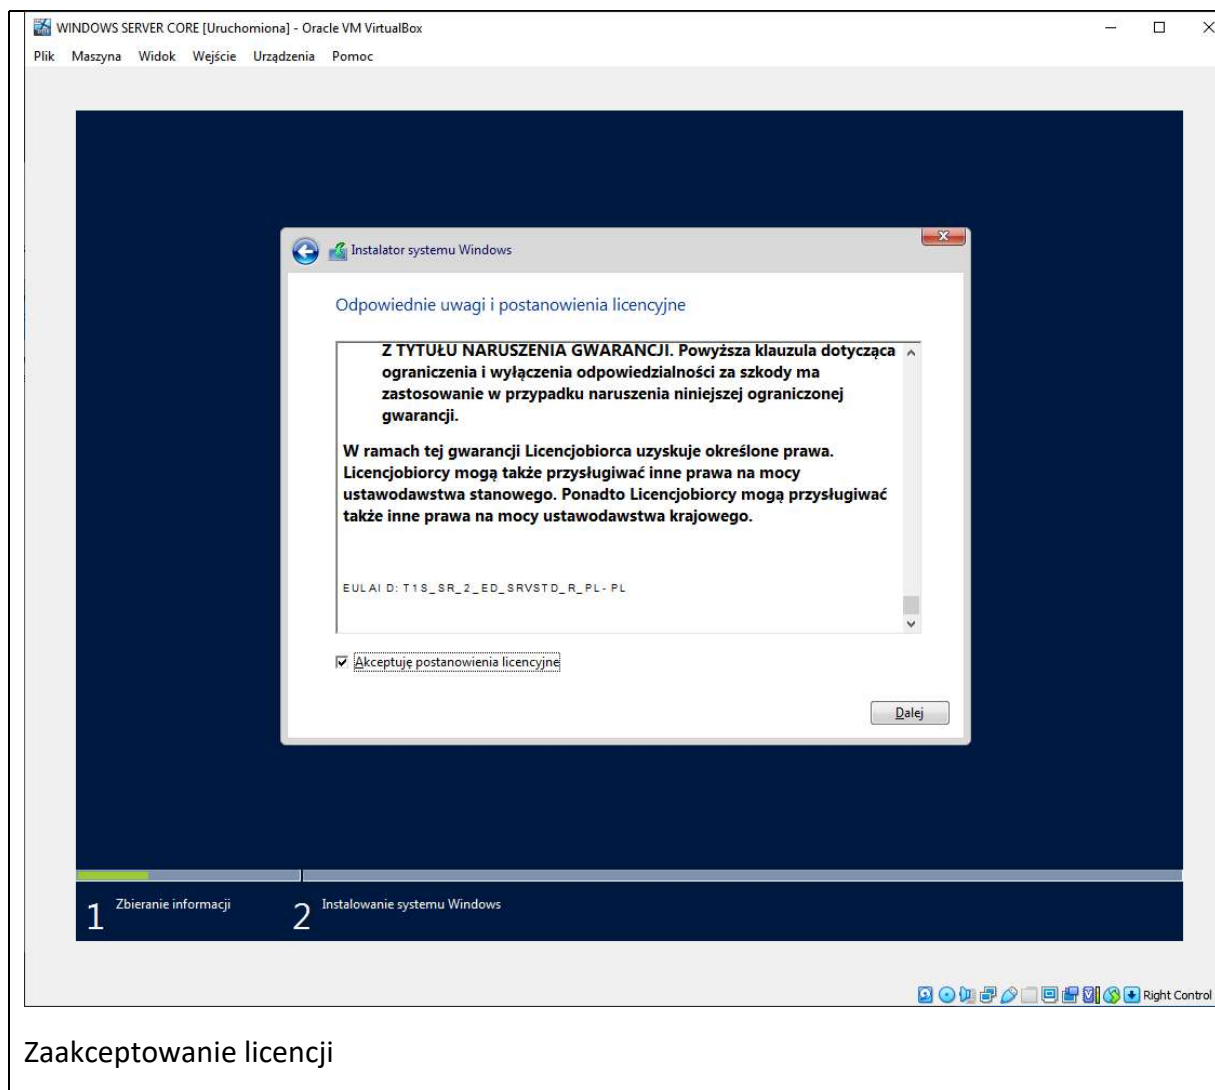 WINDOWS SERVER CORE [Uruchomiona] - Oracle VM VirtualBox
Plik Maszyna Widok Wejście Urządzenia Pomoc
Instalator systemu Windows
Odpowiednie uwagi i postanowienia licencyjne
Z TYTUŁU NARUSZENIA GWARANCJI. Powyższa klauzula dotycząca
ograniczenia i wyłączenia odpowiedzialności za szkody ma
zastosowanie w przypadku naruszenia niniejszej ograniczonej
gwarancji.
W ramach tej gwarancji Licencjobiorca uzyskuje określone prawa.
Licencjobiorcy mogą także przysługiwać inne prawa na mocy
ustawodawstwa stanowego. Ponadto Licencjobiorcy mogą przysługiwać
także inne prawa na mocy ustawodawstwa krajowego.
EULAID: T1S_SR_2_ED_SRVSTD_R_PL-PL
Akceptuję postanowienia licencyjne
Dalej
1 Zbieranie informacji 2 Instalowanie systemu Windows
Right Control
Zaakceptowanie licencji